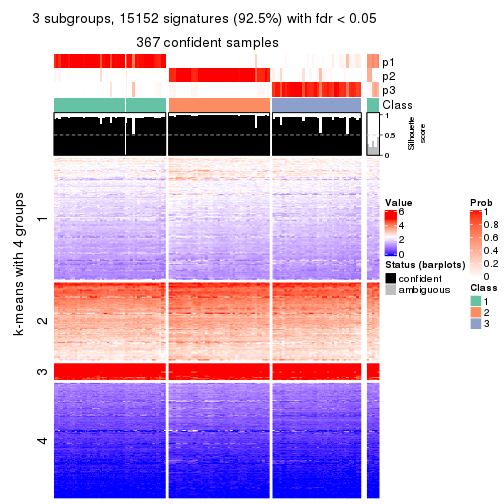 3 subgroups, 15152 signatures (92.5%) with fdr < 0.05
367 confident samples
p1
p2
p3
Class
1
0.5
0
Silhouette
score
k-means with 4 groups
1
2
3
4
Value
6
4
2
0
Status (barplots)
confident
ambiguous
Prob
1
0.8
0.6
0.4
0.2
0
Class
1
2
3